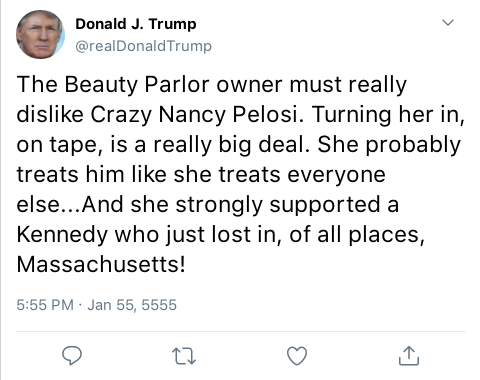 Donald J. Trump
@realDonaldTrump
The Beauty Parlor owner must really
dislike Crazy Nancy Pelosi. Turning her in,
on tape, is a really big deal. She probably
treats him like she treats everyone
else...And she strongly supported a
Kennedy who just lost in, of all places,
Massachusetts!
5:55 PM · Jan 55, 5555